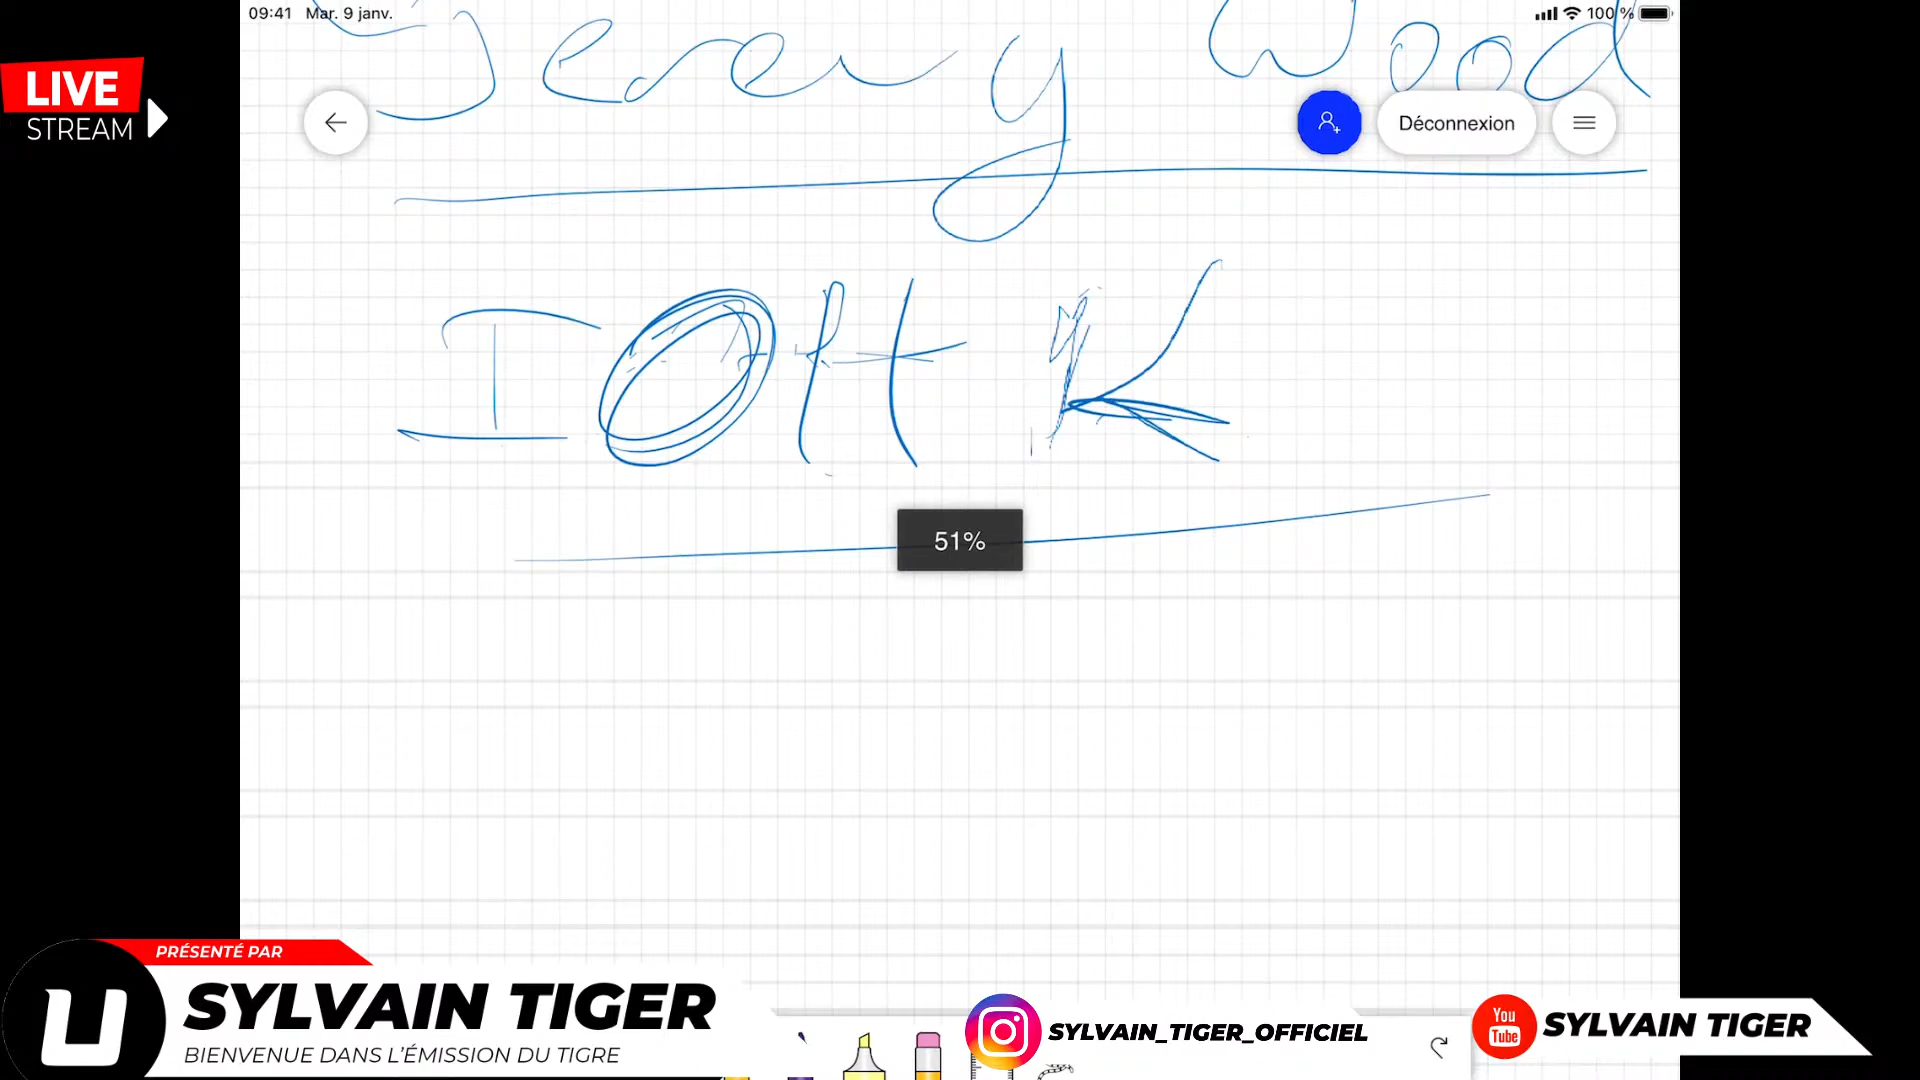 09:41 Mar. 9 janv. 100 %
LIVE
STREAM
Jeremy Wood
Déconnexion
IOHK
51%
PRÉSENTÉ PAR
SYLVAIN TIGER
BIENVENUE DANS L'ÉMISSION DU TIGRE
SYLVAIN_TIGER_OFFICIEL
You
Tube
SYLVAIN TIGER